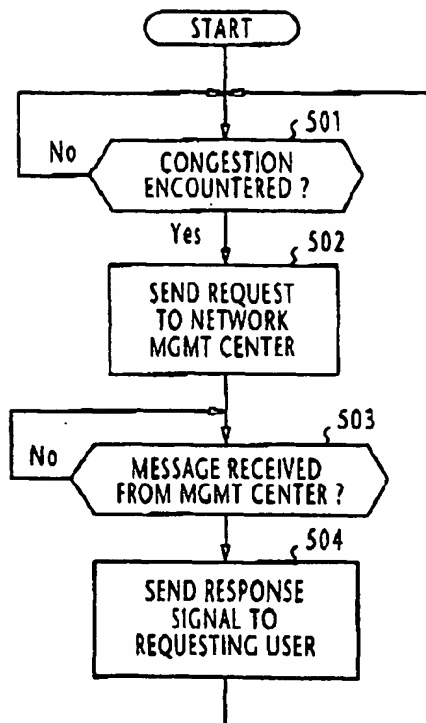 START
501
No
CONGESTION
ENCOUNTERED ?
Yes
502
SEND REQUEST
TO NETWORK
MGMT CENTER
503
No
MESSAGE RECEIVED
FROM MGMT CENTER ?
504
SEND RESPONSE
SIGNAL TO
REQUESTING USER